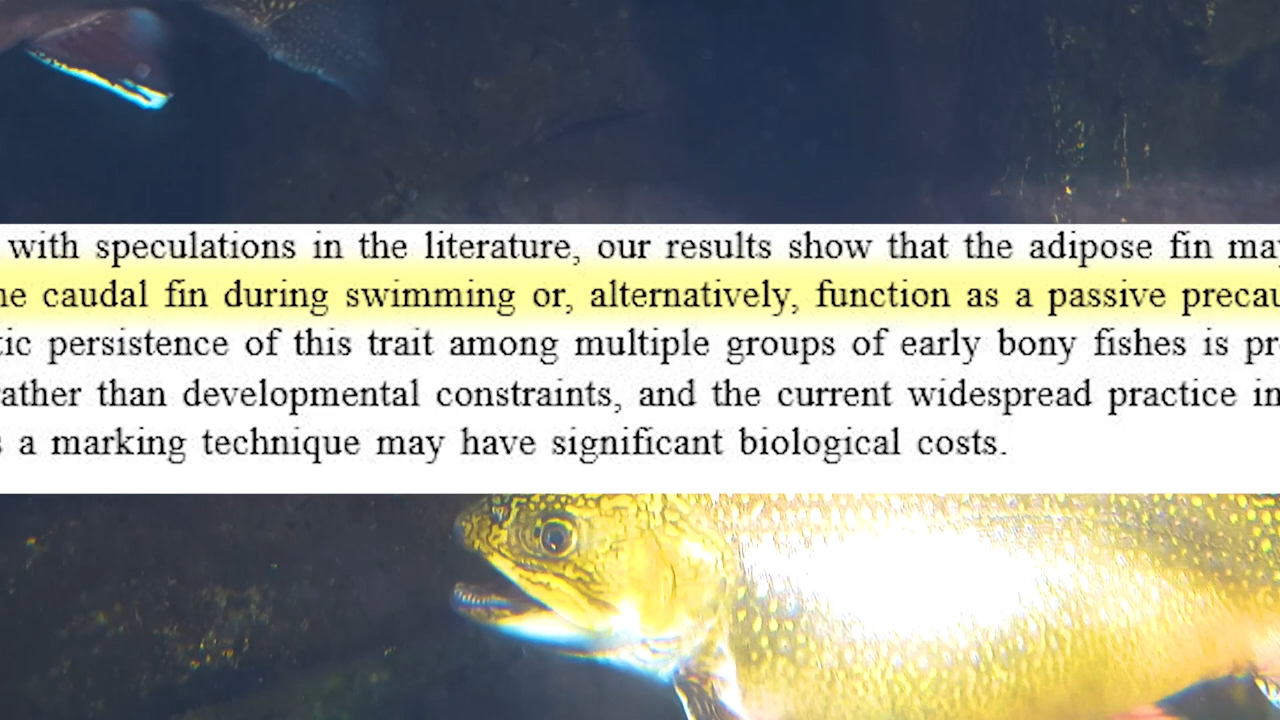 with speculations in the literature, our results show that the adipose fin may
caudal fin during swimming or, alternatively, function as a passive
persistence of this trait among multiple groups of early bony fishes is
than developmental constraints, and the current widespread practice in
a marking technique may have significant biological costs.